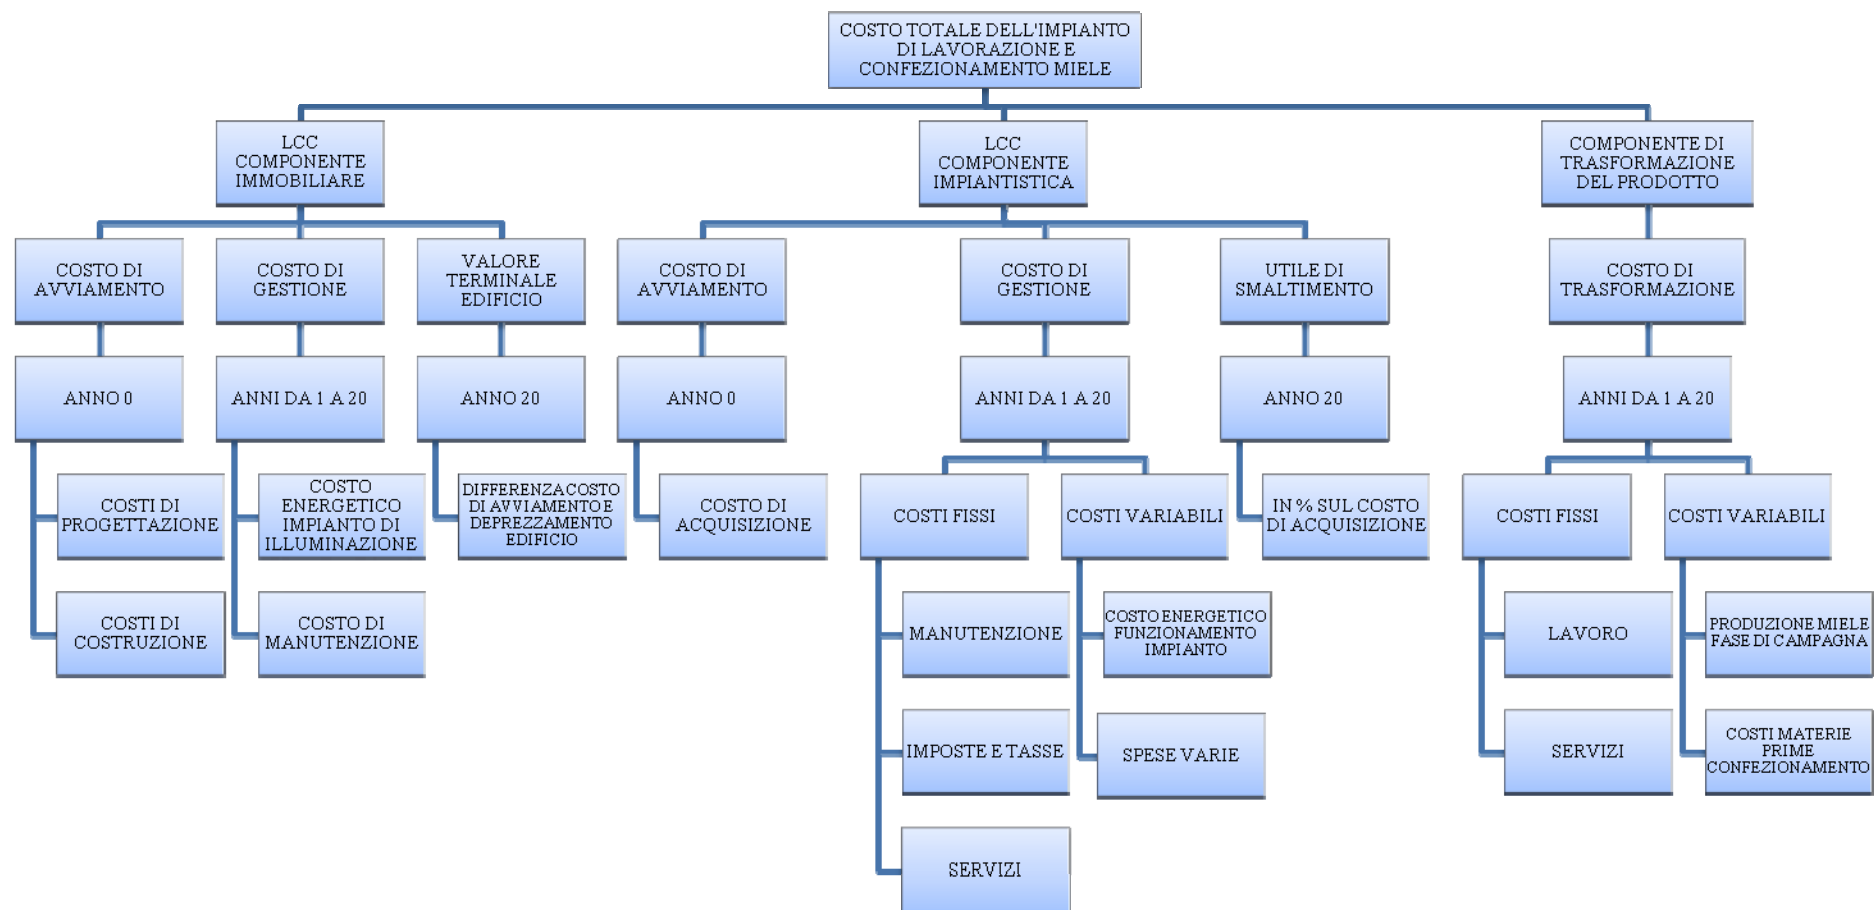 COSTO TOTALE DELL'IMPIANTO
DI LAVORAZIONE E
CONFEZIONAMENTO MIELE
LCC
COMPONENTE
IMMOBILIARE
LCC
COMPONENTE
IMPIANTISTICA
COMPONENTE DI
TRASFORMAZIONE
DEL PRODOTTO
COSTO DI
AVVIAMENTO
COSTO DI
GESTIONE
VALORE
TERMINALE
EDIFICIO
COSTO DI
AVVIAMENTO
COSTO DI
GESTIONE
UTILE DI
SMALTIMENTO
COSTO DI
TRASFORMAZIONE
ANNO 0
ANNI DA 1 A 20
ANNO 20
ANNO 0
ANNI DA 1 A 20
ANNO 20
ANNI DA 1 A 20
COSTI DI
PROGETTAZIONE
COSTO
ENERGETICO
IMPIANTO DI
ILLUMINAZIONE
DIFFERENZA COSTO
DI AVVIAMENTO E
DEPREZZAMENTO
EDIFICIO
COSTO DI
ACQUISIZIONE
COSTI FISSI
COSTI VARIABILI
IN % SUL COSTO
DI ACQUISIZIONE
COSTI FISSI
COSTI VARIABILI
COSTI DI
COSTRUZIONE
COSTO DI
MANUTENZIONE
MANUTENZIONE
COSTO ENERGETICO
FUNZIONAMENTO
IMPIANTO
LAVORO
PRODUZIONE MIELE
FASE DI CAMPAGNA
IMPOSTE E TASSE
SPESE VARIE
SERVIZI
COSTI MATERIE
PRIME
CONFEZIONAMENTO
SERVIZI